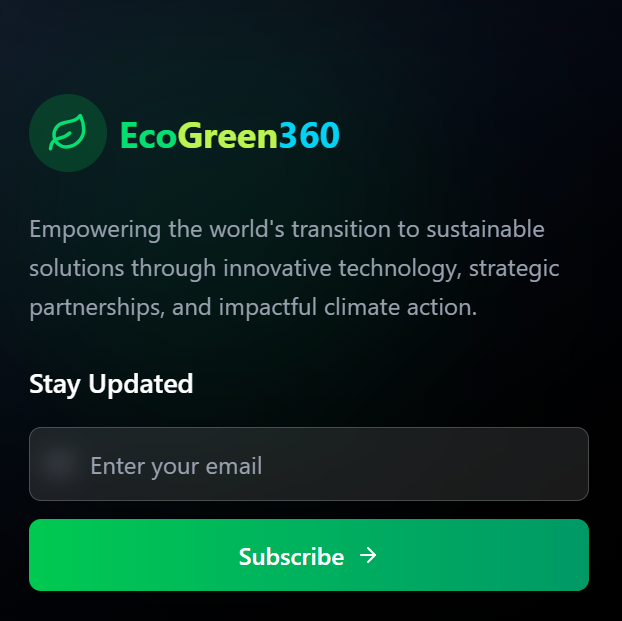 EcoGreen360
Empowering the world's transition to sustainable
solutions through innovative technology, strategic
partnerships, and impactful climate action.
Stay Updated
Enter your email
Subscribe →